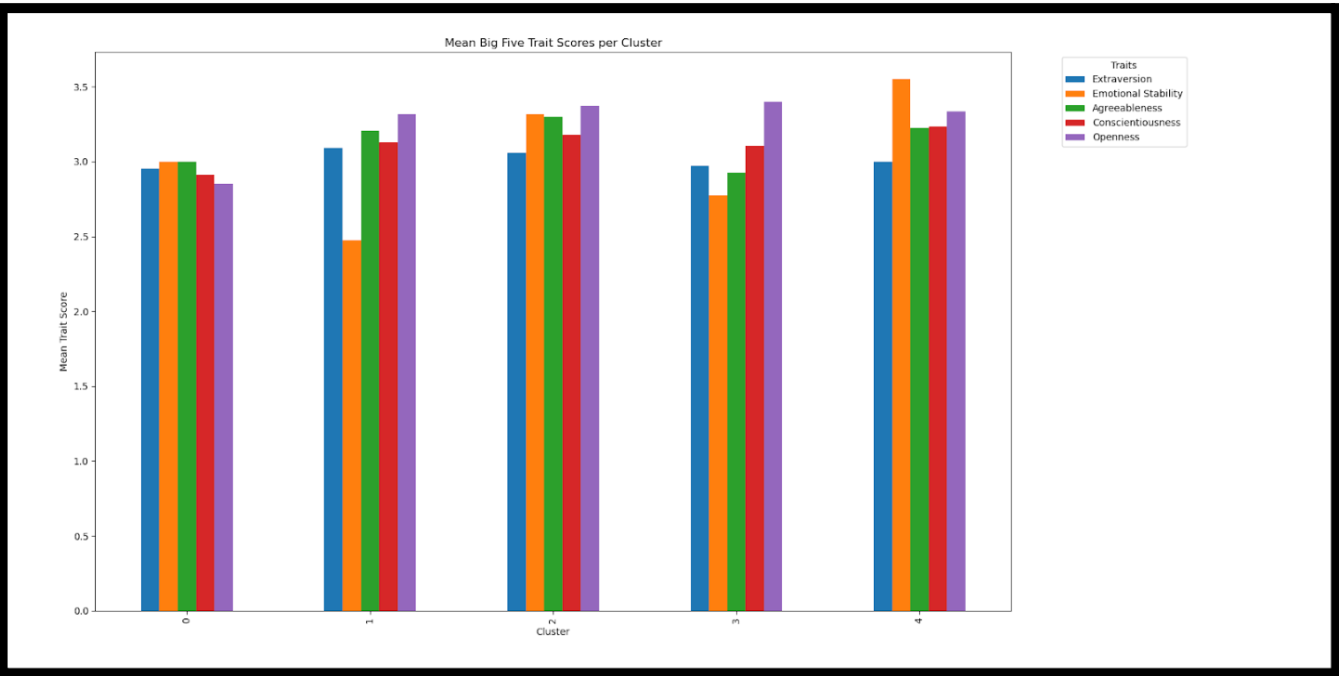 Mean Big Five Trait Scores per Cluster
Traits
Extraversion
Emotional Stability
Agreeableness
Conscientiousness
Openness
3.5
3.0
2.5
2.0
1.5
1.0
0.5
0.0
Mean Trait Score
0
1
2
3
4
Cluster